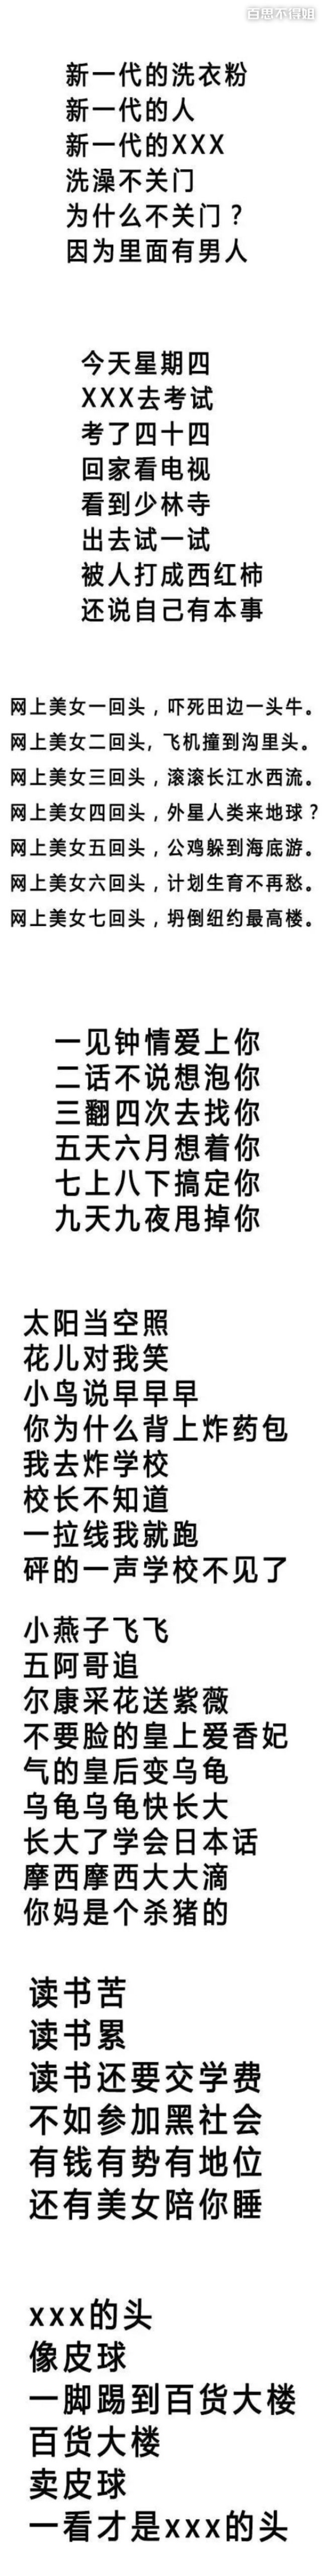 百思不得姐
新一代的洗衣粉
新一代的人
新一代的XXX
洗澡不关门
为什么不关门？
因为里面有男人
今天星期四
XXX去考试
考了四十四
回家看电视
看到少林寺
出去试一试
被人打成西红柿
还说自己有本事
网上美女一回头，吓死田边一头牛。
网上美女二回头，飞机撞到沟里头。
网上美女三回头，滚滚长江水西流。
网上美女四回头，外星人类来地球？
网上美女五回头，公鸡躲到海底游。
网上美女六回头，计划生育不再愁。
网上美女七回头，坍倒纽约最高楼。
一见钟情爱上你
二话不说想泡你
三翻四次去找你
五天六月想着你
七上八下搞定你
九天九夜甩掉你
太阳当空照
花儿对我笑
小鸟说早早早
你为什么背上炸药包
我去炸学校
校长不知道
一拉线我就跑
砰的一声学校不见了
小燕子飞飞
五阿哥追
尔康采花送紫薇
不要脸的皇上爱香妃
气的皇后变乌龟
乌龟乌龟快长大
长大了学会日本话
摩西摩西大大滴
你妈是个杀猪的
读书苦
读书累
读书还要交学费
不如参加黑社会
有钱有势有地位
还有美女陪你睡
xxx的头
像皮球
一脚踢到百货大楼
百货大楼
卖皮球
一看才是xxx的头